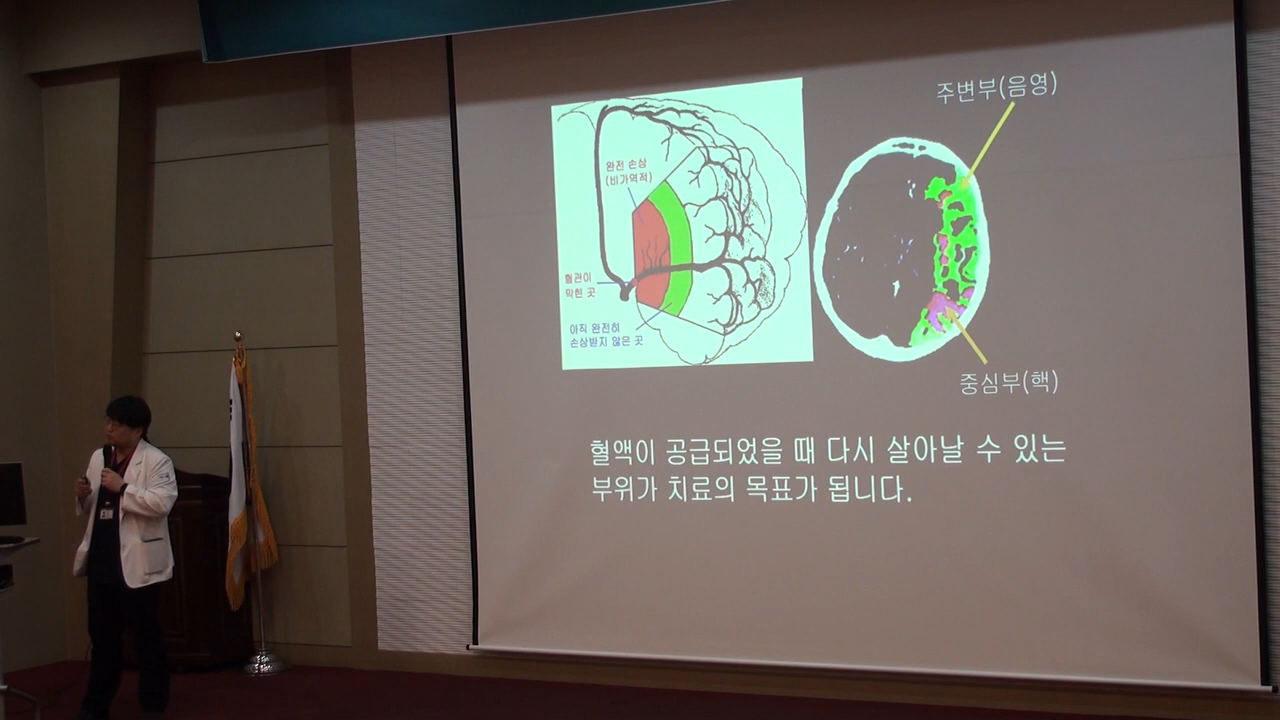 주변부(음영)
완전 손상
(비가역적)
혈관이
막힌 곳
아직 완전히
손상받지 않은 곳
중심부(핵)
혈액이 공급되었을 때 다시 살아날 수 있는
부위가 치료의 목표가 됩니다.